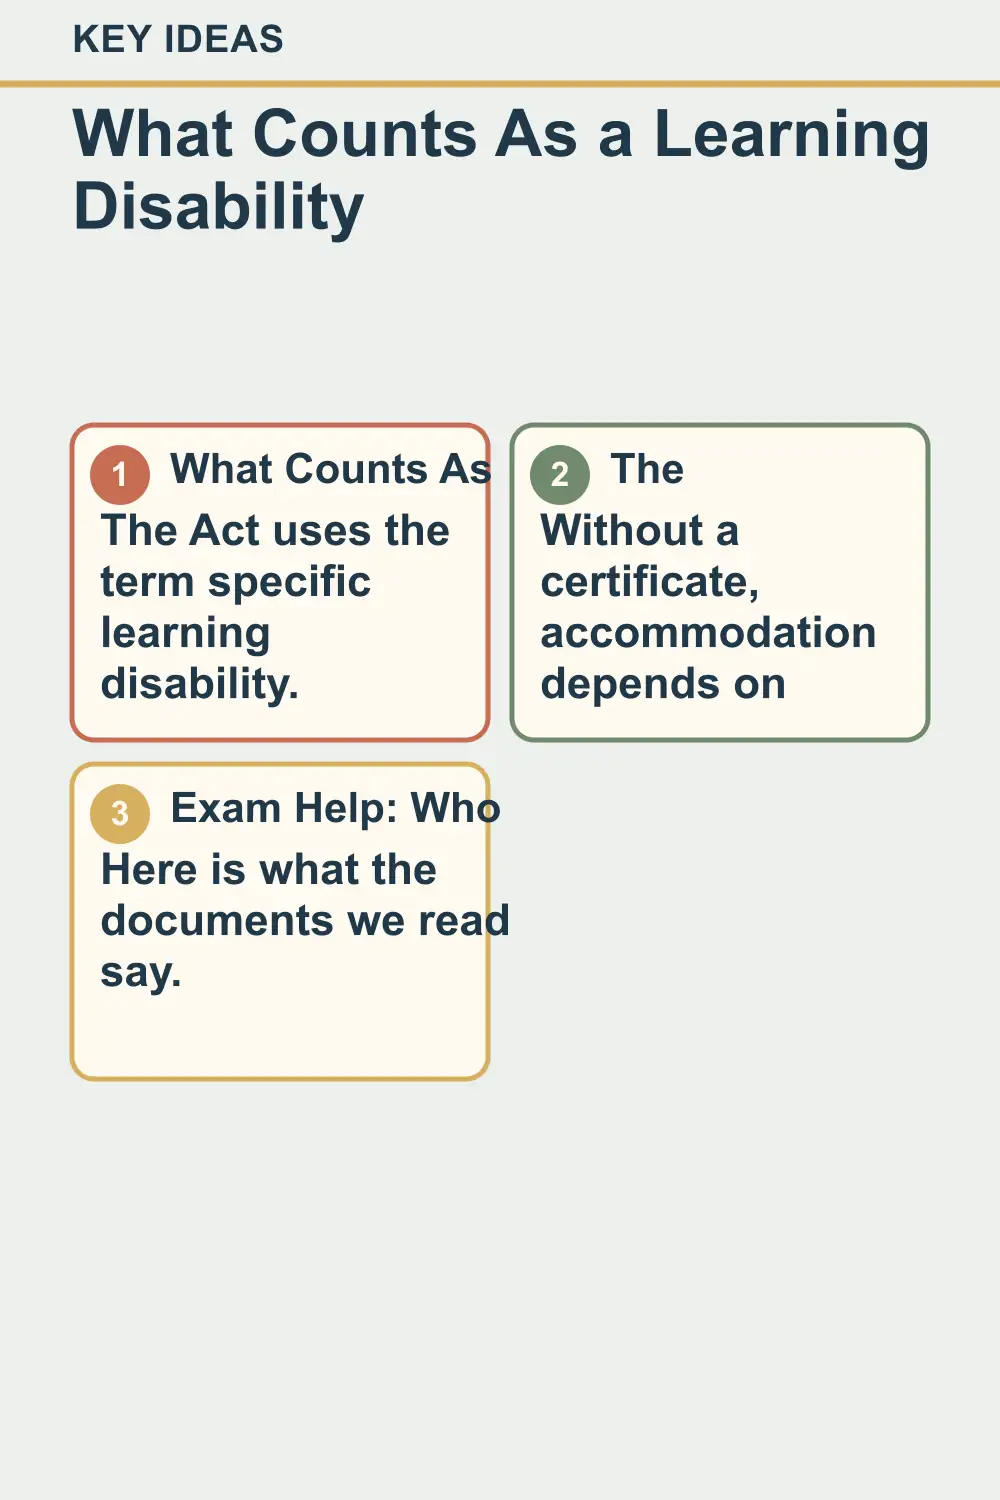 KEY IDEAS
What Counts As a Learning
Disability
1 What Counts As
The Act uses the
term specific
learning
disability.
2 The
Without a
certificate,
accommodation
depends on
3 Exam Help: Who
Here is what the
documents we read
say.